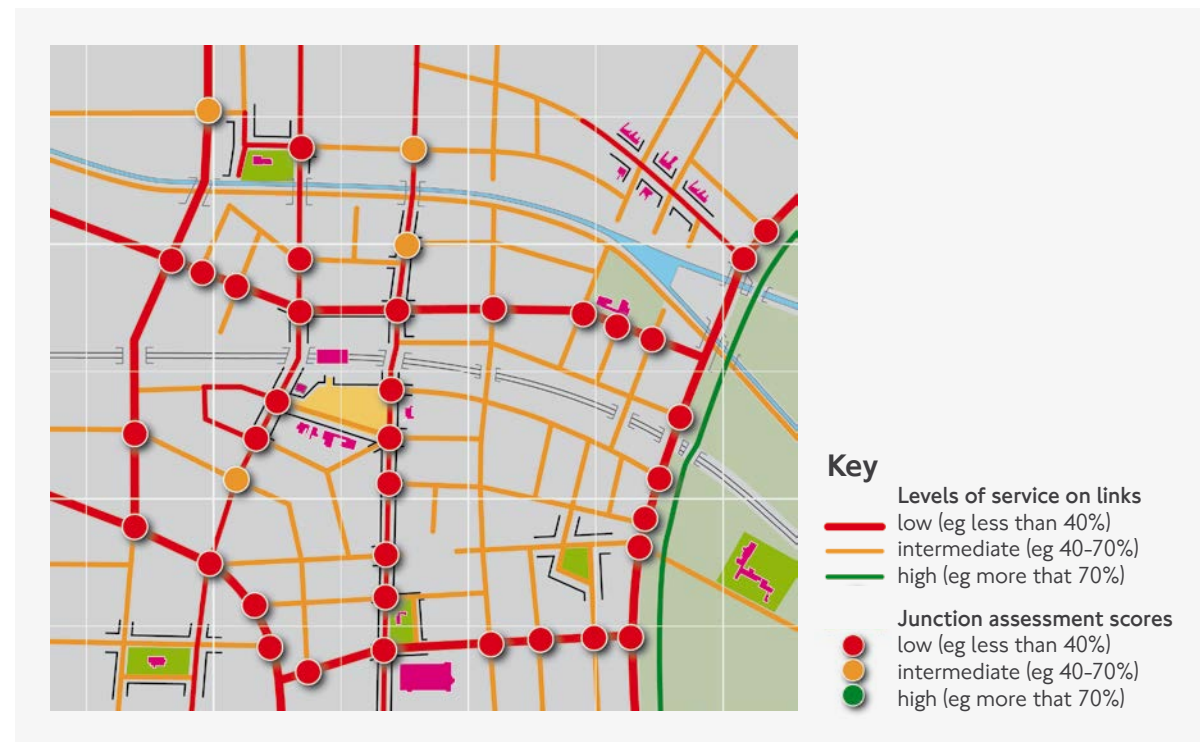 Key
Levels of service on links
low (eg less than 40%)
intermediate (eg 40-70%)
high (eg more that 70%)
Junction assessment scores
low (eg less than 40%)
intermediate (eg 40-70%)
high (eg more that 70%)